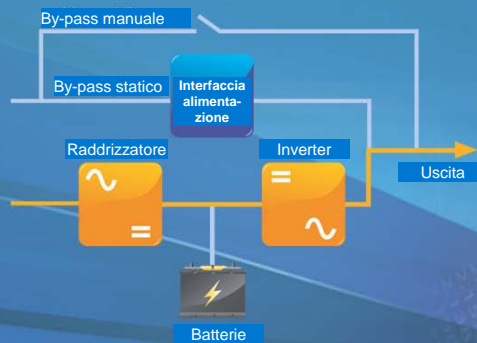 By-pass manuale
By-pass statico
Interfaccia
alimenta-
zione
Raddrizzatore
Inverter
Uscita
Batterie